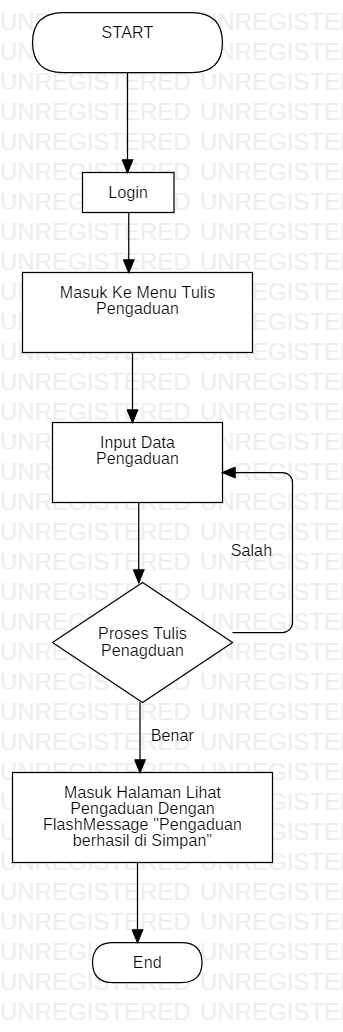 START
Login
Masuk Ke Menu Tulis
Pengaduan
Input Data
Pengaduan
Salah
Proses Tulis
Penagduan
Benar
Masuk Halaman Lihat
Pengaduan Dengan
FlashMessage "Pengaduan
berhasil di Simpan"
End
UNREGISTERED